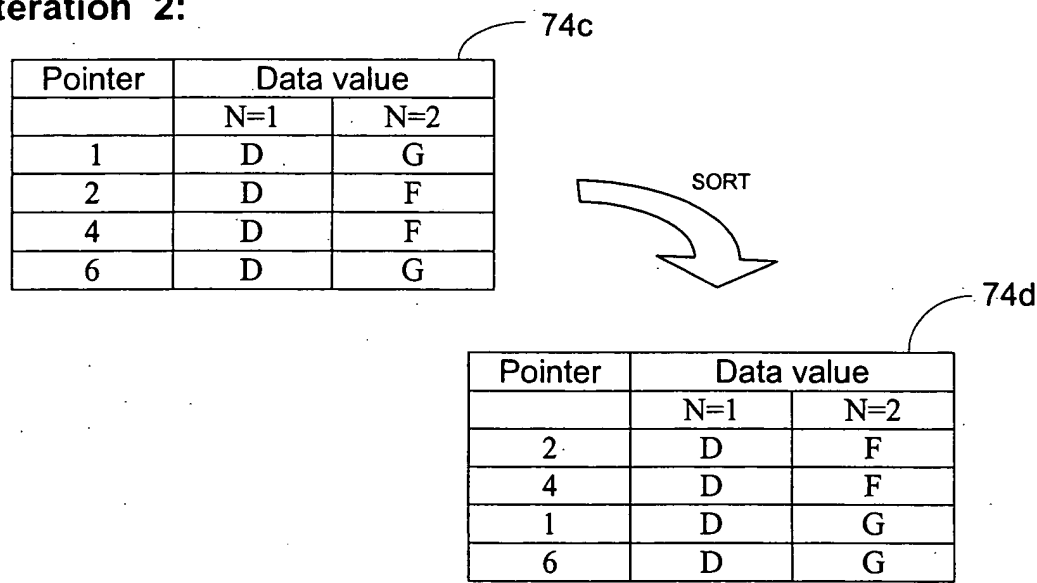 teration 2:
74c
Pointer Data value
N=1 N=2
1 D G
2 D F
4 D F
6 D G
SORT
74d
Pointer Data value
N=1 N=2
2 D F
4 D F
1 D G
6 D G